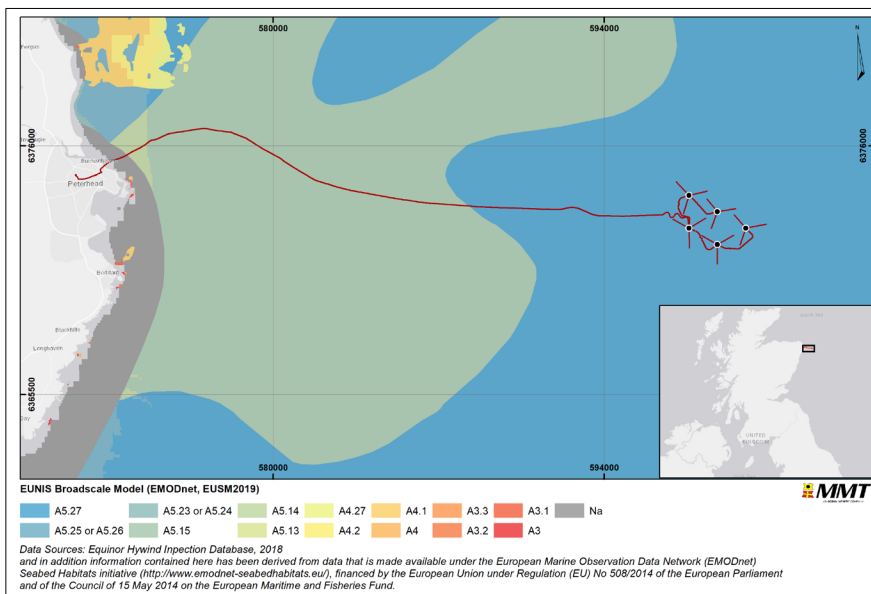 580000
594000
N
6376000
6376000
Peterhead
Boddam
Longhaven
6365500
6365500
580000
594000
UNITED
KINGDOM
EUNIS Broadscale Model (EMODnet, EUSM2019)
A5.27
A5.23 or A5.24
A5.14
A4.27
A4.1
A3.3
A3.1
Na
A5.25 or A5.26
A5.15
A5.13
A4.2
A4
A3.2
A3
MMT
Data Sources: Equinor Hywind Inpection Database, 2018
and in addition information contained here has been derived from data that is made available under the European Marine Observation Data Network (EMODnet)
Seabed Habitats initiative (http://www.emodnet-seabedhabitats.eu/), financed by the European Union under Regulation (EU) No 508/2014 of the European Parliament
and of the Council of 15 May 2014 on the European Maritime and Fisheries Fund.